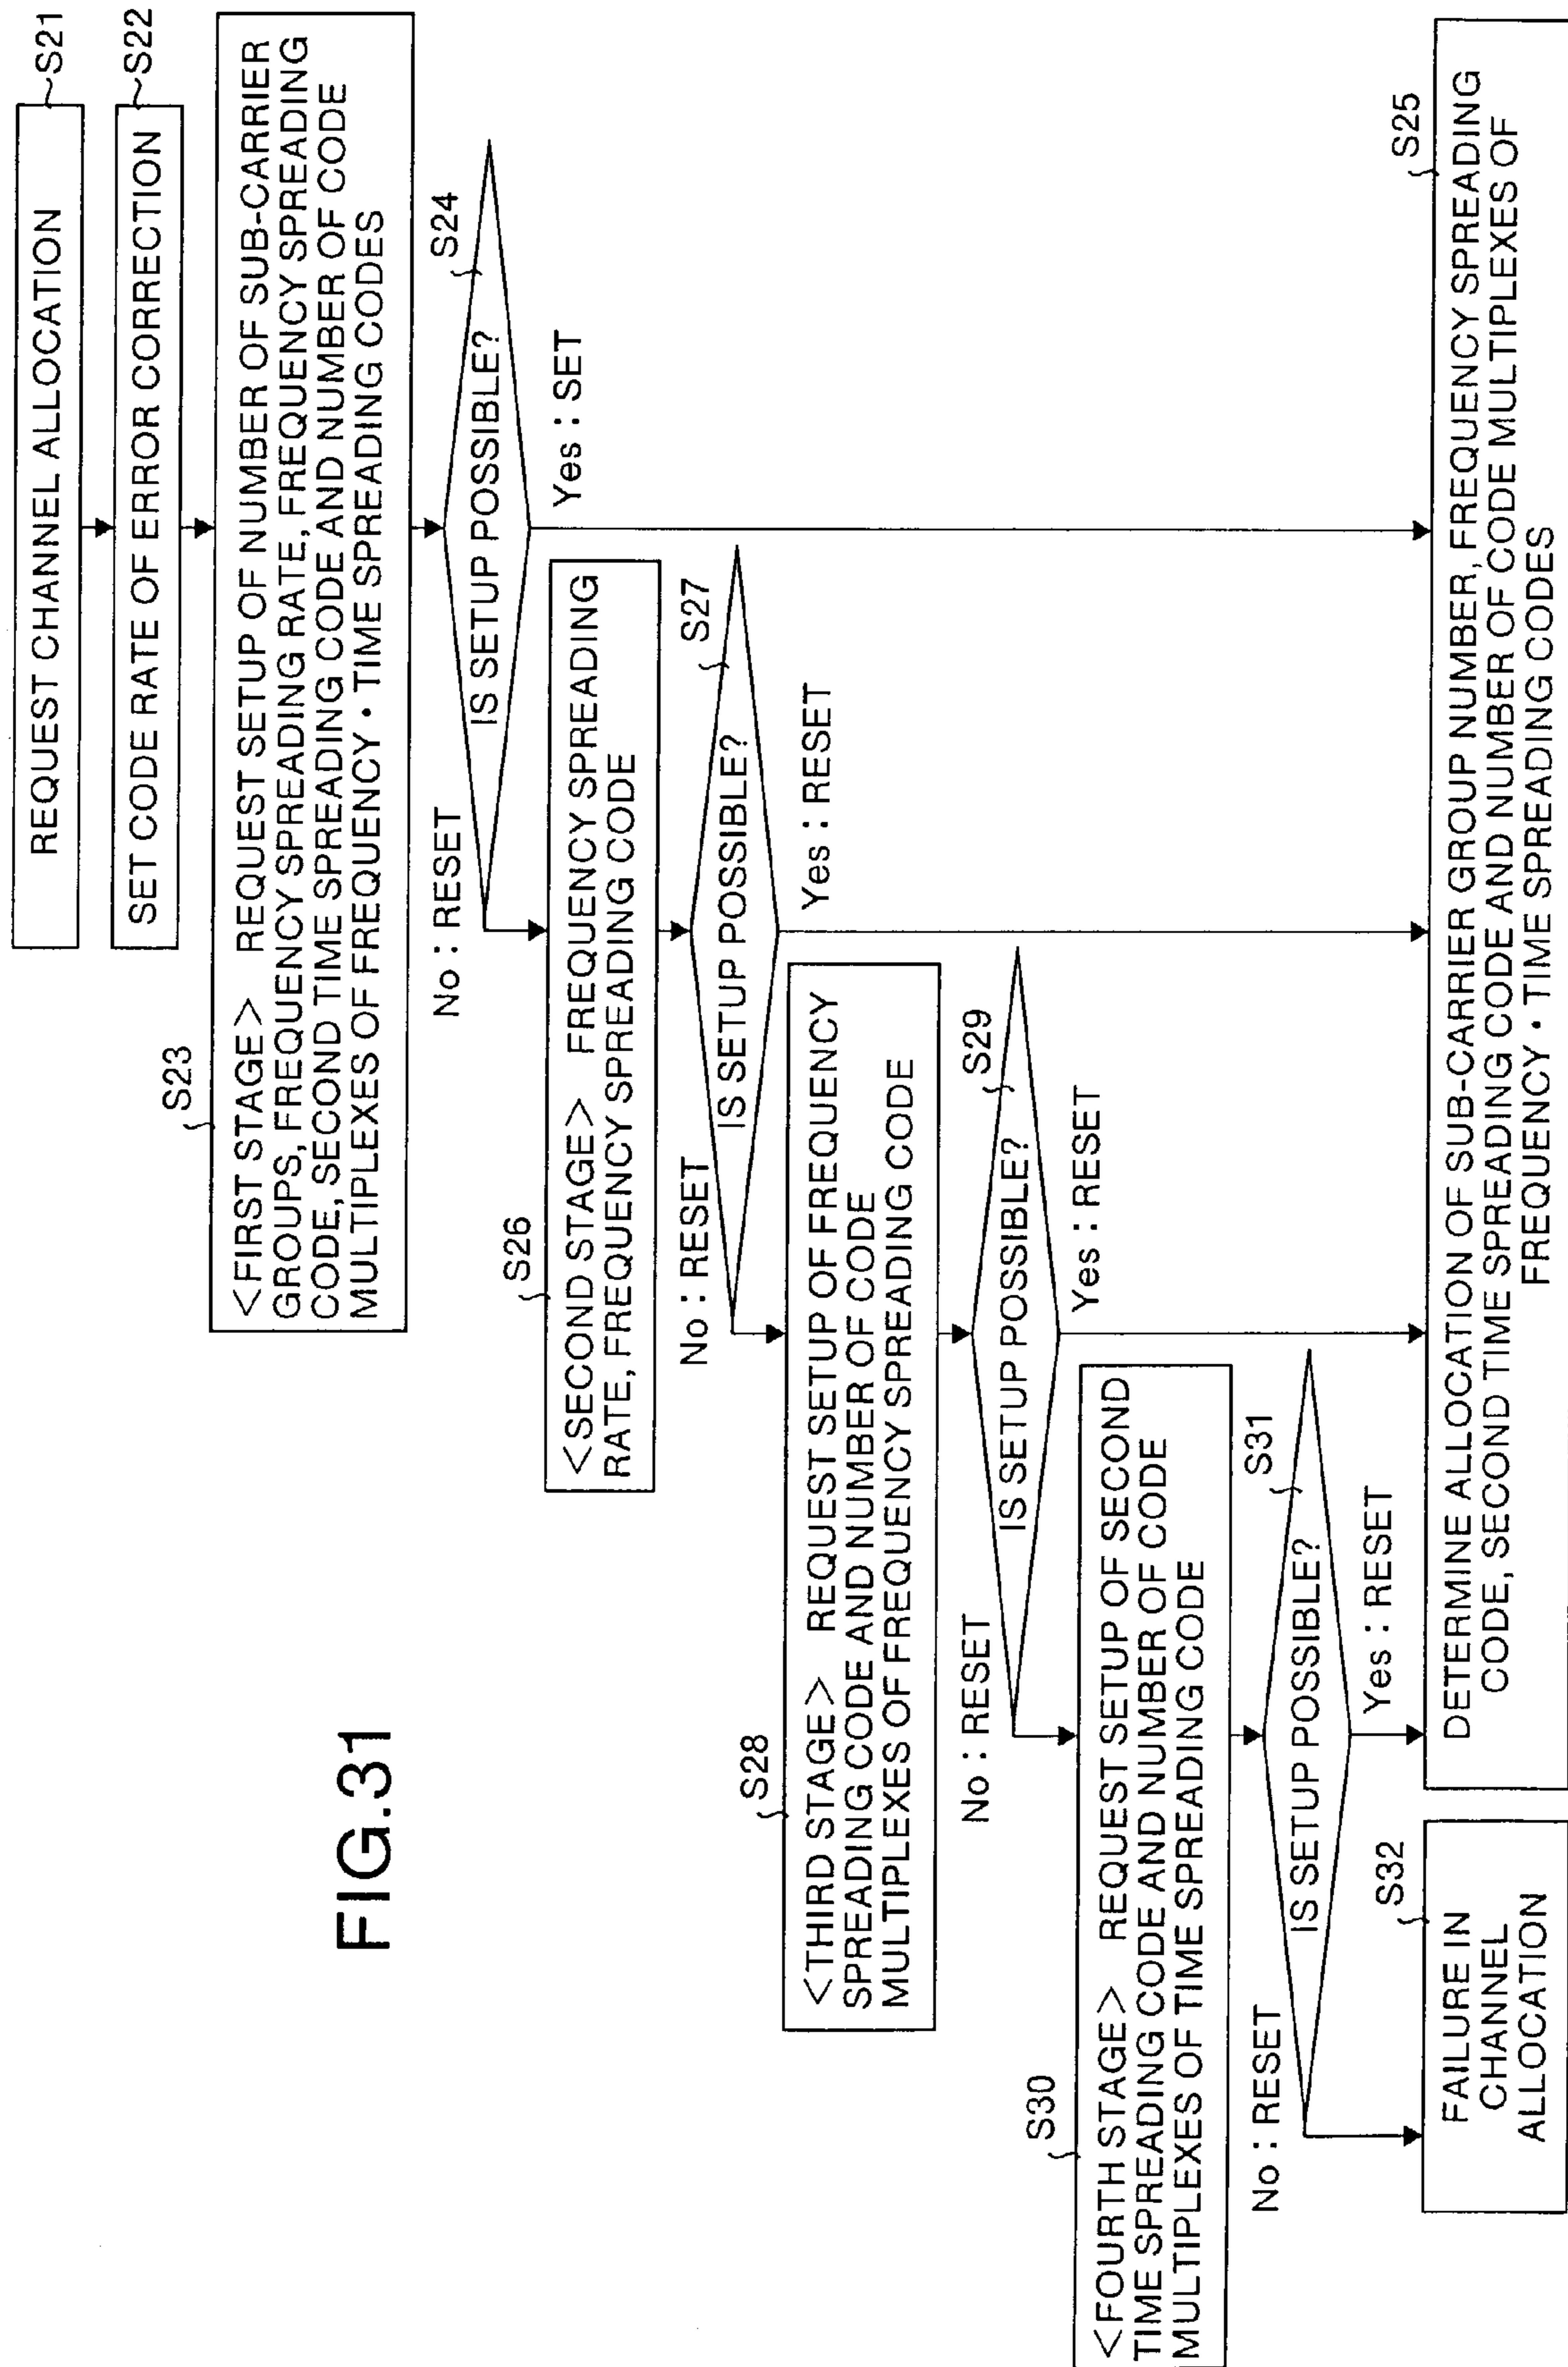 FIG.31
REQUEST CHANNEL ALLOCATION
S21
SET CODE RATE OF ERROR CORRECTION
S22
S23
<FIRST STAGE> REQUEST SETUP OF NUMBER OF SUB-CARRIER
GROUPS, FREQUENCY SPREADING RATE, FREQUENCY SPREADING
CODE, SECOND TIME SPREADING CODE AND NUMBER OF CODE
MULTIPLEXES OF FREQUENCY・TIME SPREADING CODES
S24
IS SETUP POSSIBLE?
No : RESET
Yes : SET
S26
<SECOND STAGE> FREQUENCY SPREADING
RATE, FREQUENCY SPREADING CODE
S27
IS SETUP POSSIBLE?
No : RESET
Yes : RESET
S28
<THIRD STAGE> REQUEST SETUP OF FREQUENCY
SPREADING CODE AND NUMBER OF CODE
MULTIPLEXES OF FREQUENCY SPREADING CODE
S29
IS SETUP POSSIBLE?
No : RESET
Yes : RESET
S30
<FOURTH STAGE> REQUEST SETUP OF SECOND
TIME SPREADING CODE AND NUMBER OF CODE
MULTIPLEXES OF TIME SPREADING CODE
S31
IS SETUP POSSIBLE?
No : RESET
Yes : RESET
S32
FAILURE IN
CHANNEL
ALLOCATION
S25
DETERMINE ALLOCATION OF SUB-CARRIER GROUP NUMBER, FREQUENCY SPREADING
CODE, SECOND TIME SPREADING CODE AND NUMBER OF CODE MULTIPLEXES OF
FREQUENCY・TIME SPREADING CODES